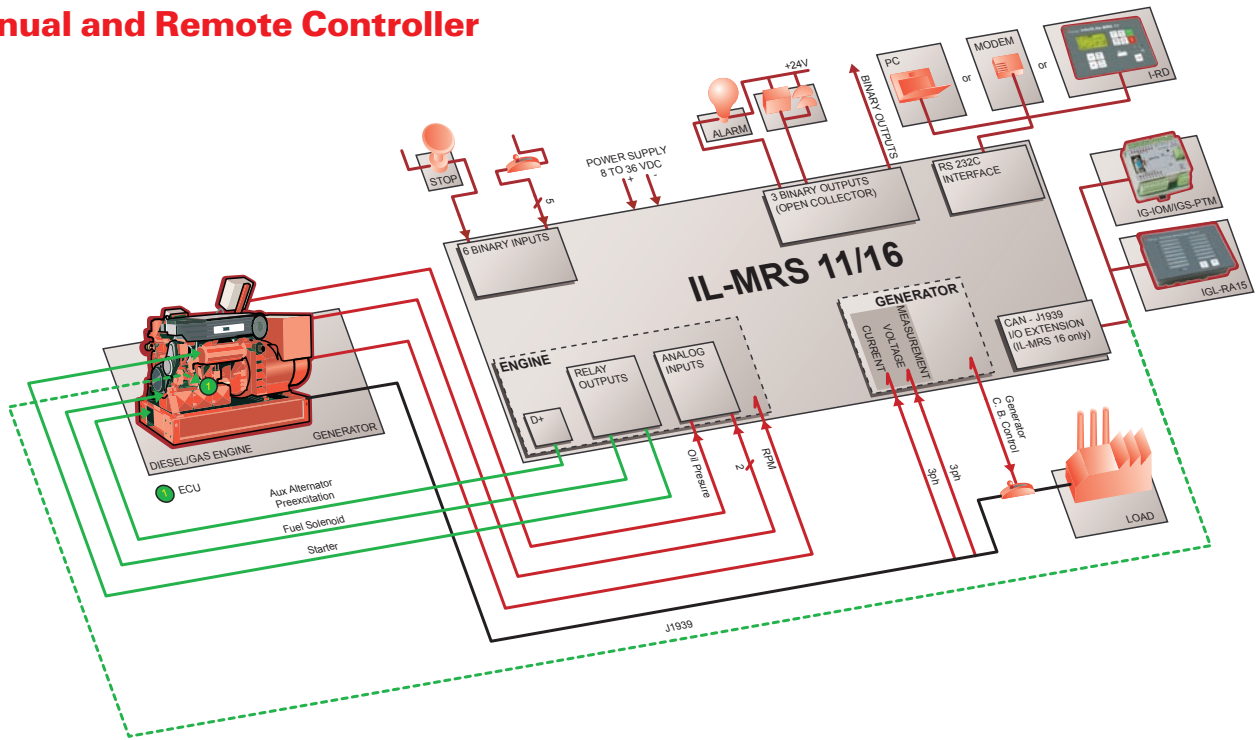 nual and Remote Controller
PC
or
MODEM
or
I-RD
+24V
ALARM
BINARY OUTPUTS
STOP
5
POWER SUPPLY
8 TO 36 VDC
+ -
3 BINARY OUTPUTS
(OPEN COLLECTOR)
RS 232C
INTERFACE
IG-IOM/IGS-PTM
IGL-RA15
6 BINARY INPUTS
IL-MRS 11/16
GENERATOR
MEASUREMENT
VOLTAGE
CURRENT
CAN - J1939
I/O EXTENSION
(IL-MRS 16 only)
ENGINE
D+
RELAY
OUTPUTS
ANALOG
INPUTS
Oil Presure
2
RPM
3ph
3ph
Generator
C. B. Control
LOAD
1
DIESEL/GAS ENGINE
GENERATOR
1 ECU
Aux Alternator
Preexcitation
Fuel Solenoid
Starter
J1939